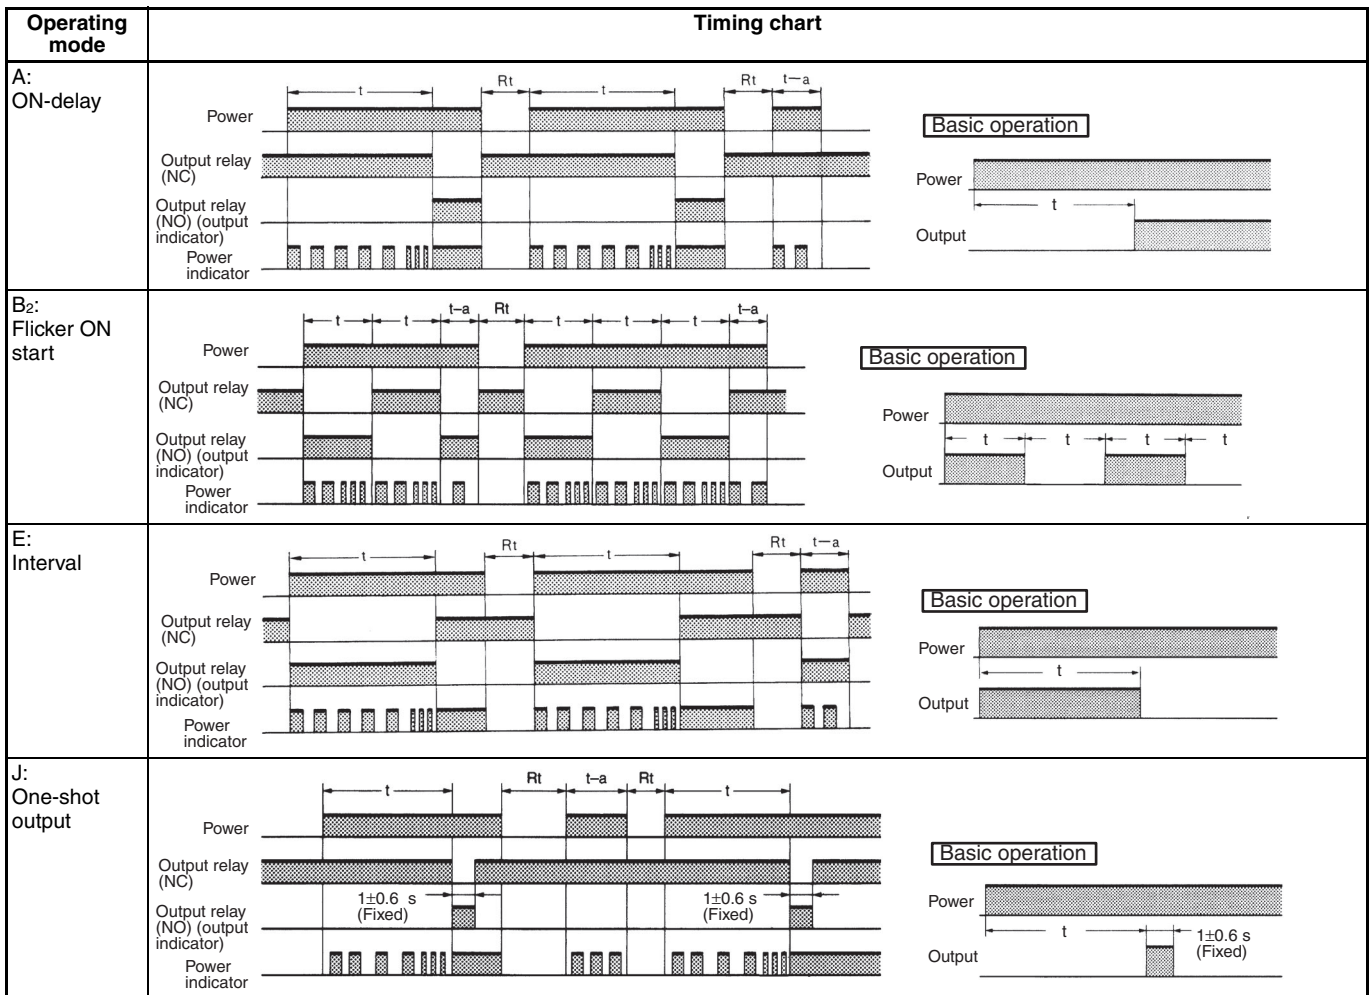 Operating mode
Timing chart
A:
ON-delay
t
Rt
t
Rt
t–a
Power
Output relay
(NC)
Output relay
(NO) (output
indicator)
Power
indicator
Basic operation
Power
t
Output
B2:
Flicker ON
start
t
t
t–a
Rt
t
t
t
t–a
Power
Output relay
(NC)
Output relay
(NO) (output
indicator)
Power
indicator
Basic operation
Power
t
t
t
t
Output
E:
Interval
t
Rt
t
Rt
t–a
Power
Output relay
(NC)
Output relay
(NO) (output
indicator)
Power
indicator
Basic operation
Power
t
Output
J:
One-shot
output
t
Rt
t–a
Rt
t
Power
Output relay
(NC)
1±0.6 s
(Fixed)
1±0.6 s
(Fixed)
Output relay
(NO) (output
indicator)
Power
indicator
Basic operation
Power
t
1±0.6 s
(Fixed)
Output